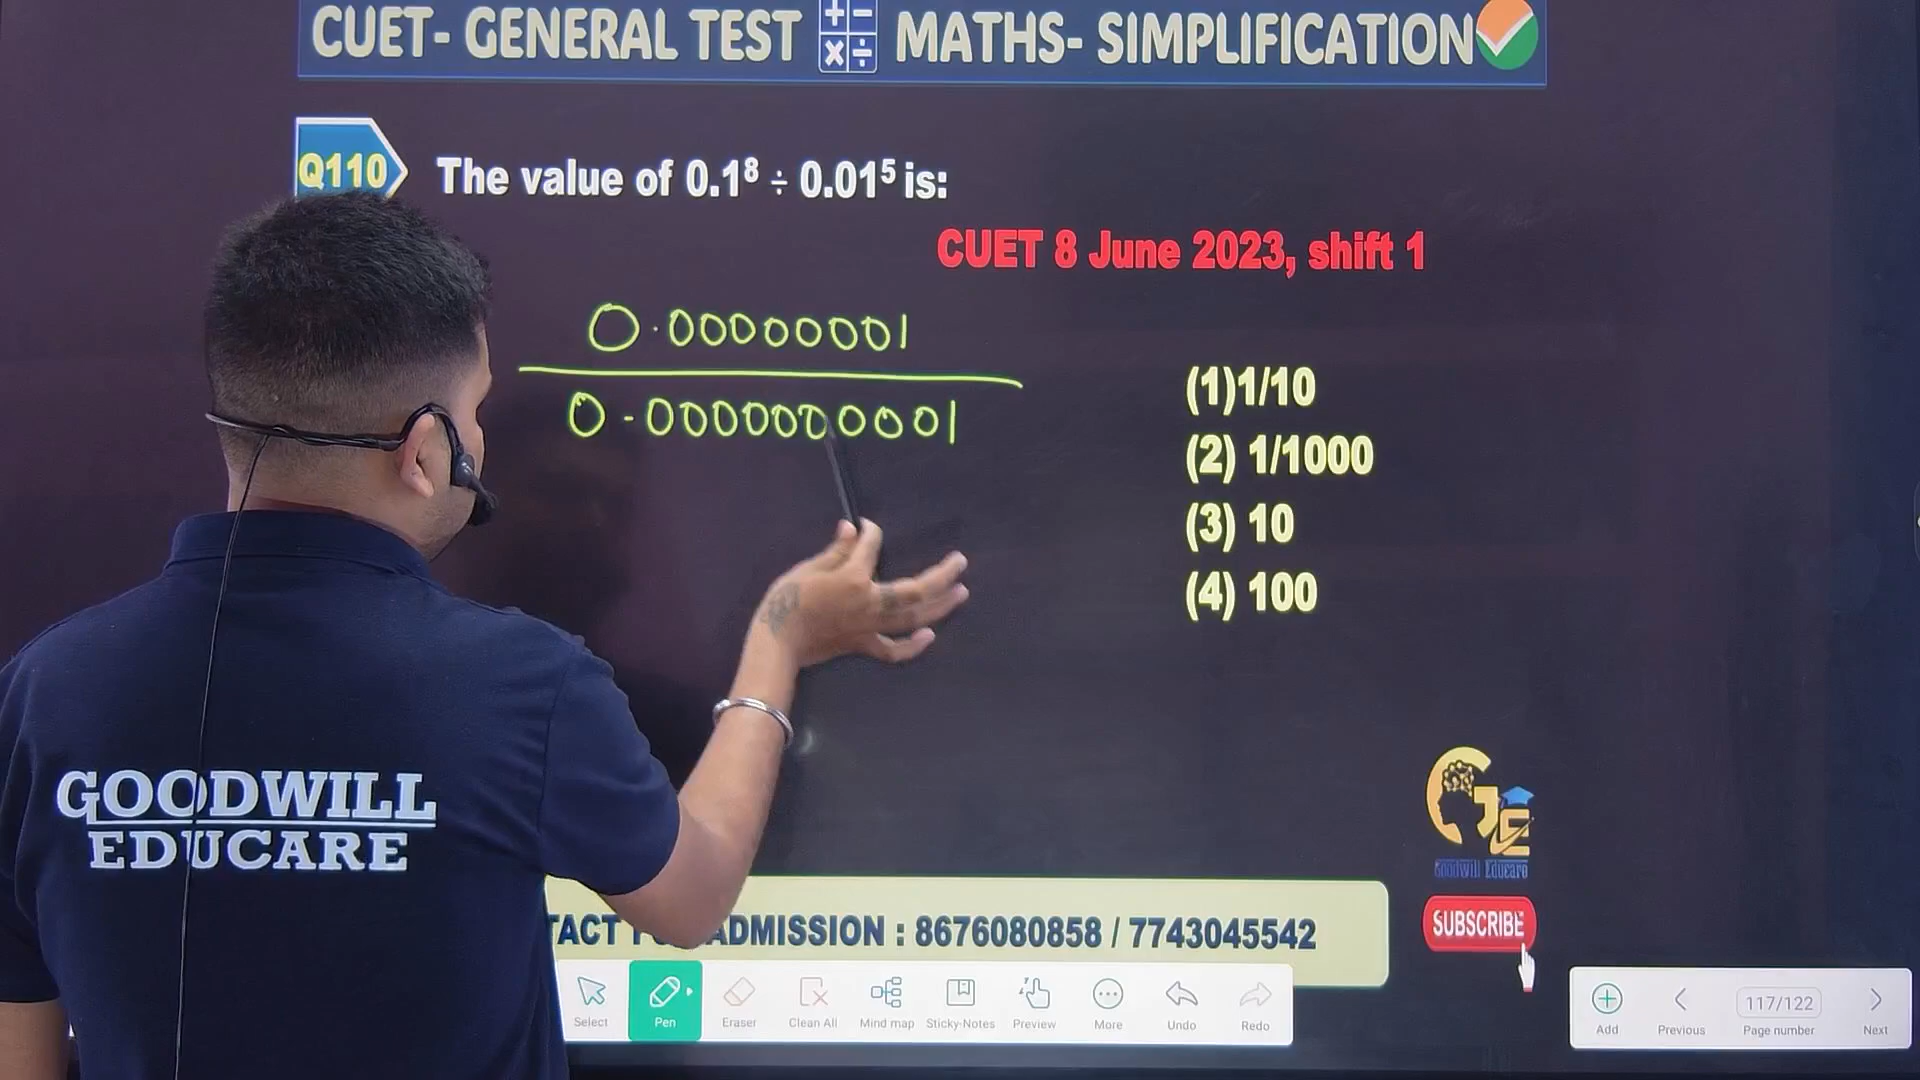 CUET- GENERAL TEST + − × ÷ MATHS- SIMPLIFICATION
Q110 The value of 0.1⁸ ÷ 0.01⁵ is:
CUET 8 June 2023, shift 1
0.00000001
0.0000000001
(1)1/10
(2) 1/1000
(3) 10
(4) 100
GOODWILL
EDUCARE
Goodwill Educare
SUBSCRIBE
TACT ADMISSION : 8676080858 / 7743045542
Select Pen Eraser Clean All Mind map Sticky-Notes Preview More Undo Redo
117/122
Add Previous Page number Next